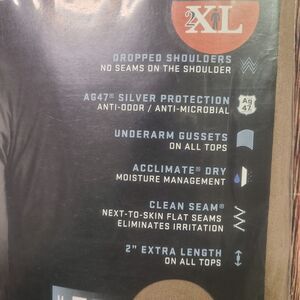 2XL
DROPPED SHOULDERS
NO SEAMS ON THE SHOULDER
AG47® SILVER PROTECTION
ANTI-ODOR / ANTI-MICROBIAL
Ag
47
UNDERARM GUSSETS
ON ALL TOPS
ACCLIMATE® DRY
MOISTURE MANAGEMENT
CLEAN SEAM®
NEXT-TO-SKIN FLAT SEAMS
ELIMINATES IRRITATION
2" EXTRA LENGTH
ON ALL TOPS